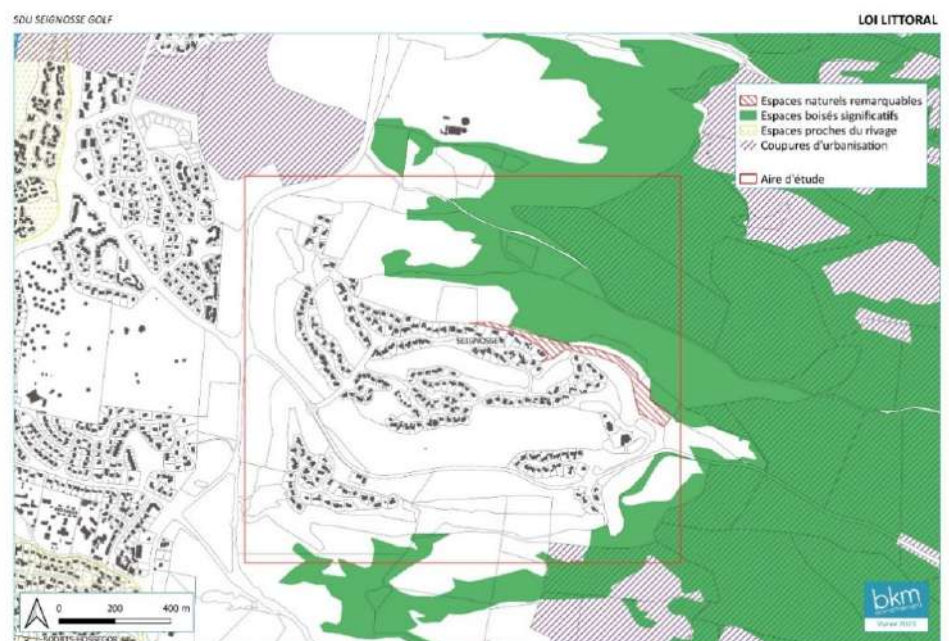 SDU SEIGNOSSE GOLF
LOI LITTORAL
Espaces naturels remarquables
Espaces boisés significatifs
Espaces proches du rivage
Coupures d'urbanisation
Aire d'étude
SEIGNOSSE
0 200 400 m
bkm